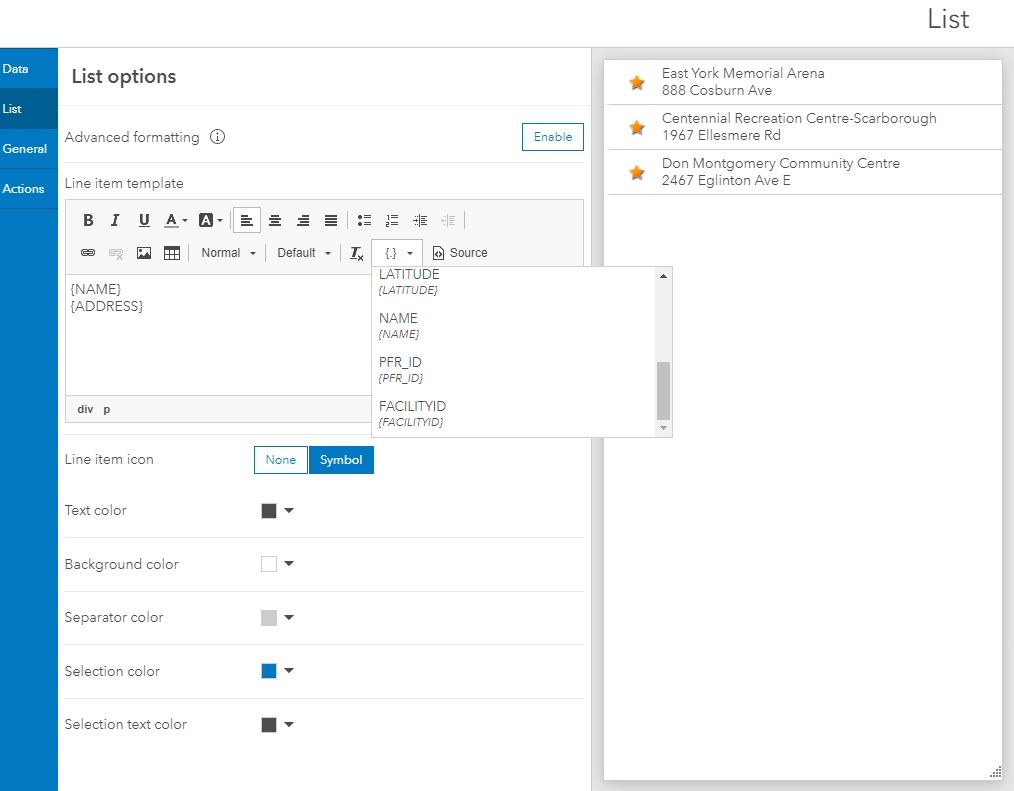 List
Data
List
General
Actions
List options
Advanced formatting
Enable
Line item template
B I U A A
Normal Default Tx {.} Source
{NAME}
{ADDRESS}
div p
LATITUDE
{LATITUDE}
NAME
{NAME}
PFR_ID
{PFR_ID}
FACILITYID
{FACILITYID}
Line item icon
None Symbol
Text color
Background color
Separator color
Selection color
Selection text color
East York Memorial Arena
888 Cosburn Ave
Centennial Recreation Centre-Scarborough
1967 Ellesmere Rd
Don Montgomery Community Centre
2467 Eglinton Ave E